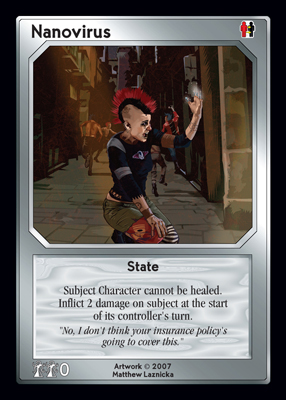 Nanovirus
State
Subject Character cannot be healed.
Inflict 2 damage on subject at the start
of its controller's turn.
"No, I don't think your insurance policy's
going to cover this."
0
Artwork © 2007
Matthew Laznicka